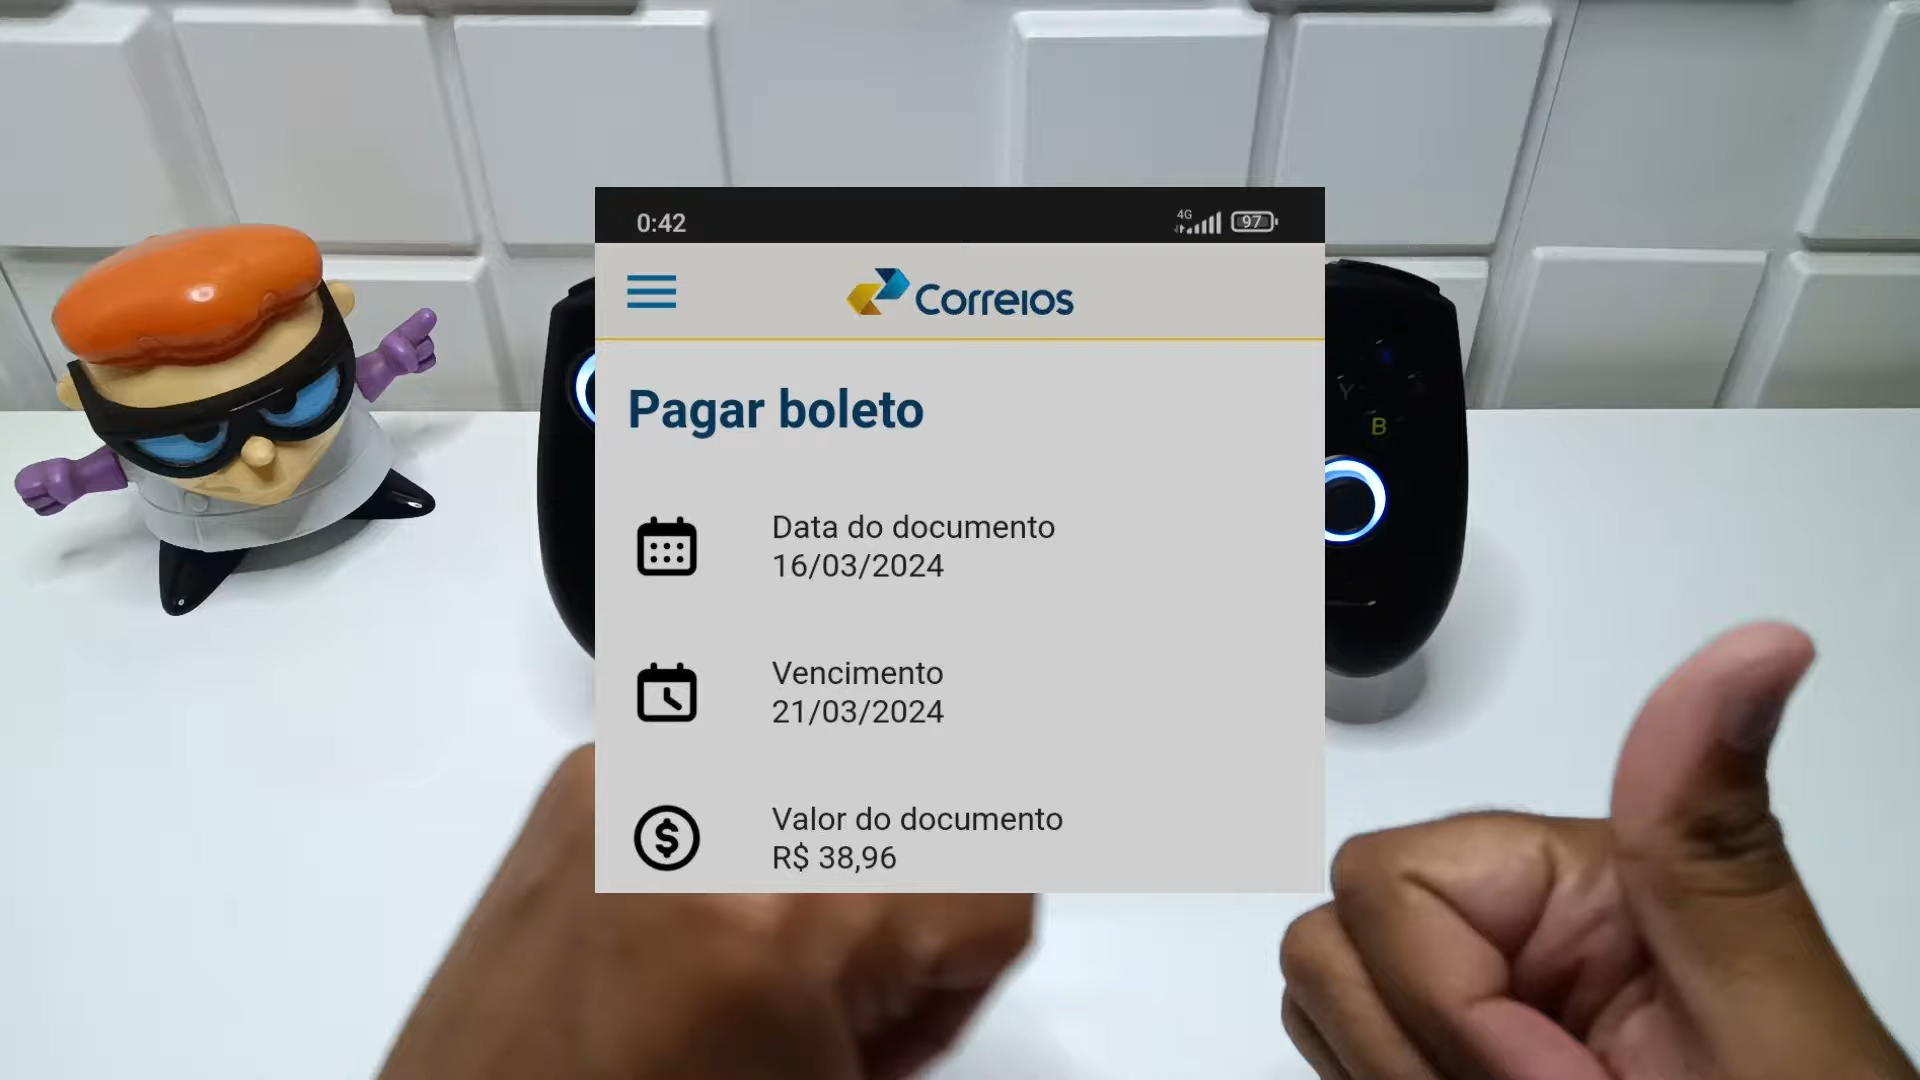 0:42
4G
97
Correios
Pagar boleto
Data do documento
16/03/2024
Vencimento
21/03/2024
Valor do documento
R$ 38,96
X
Y
B